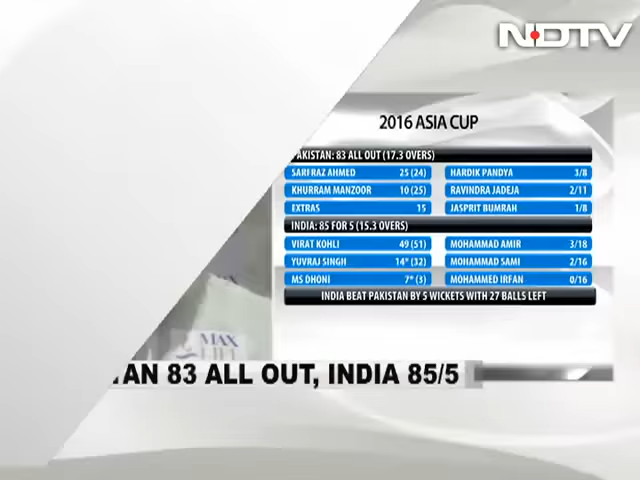 NDTV
2016 ASIA CUP
AKISTAN: 83 ALL OUT (17.3 OVERS)
SARFRAZ AHMED 25 (24) HARDIK PANDYA 3/8
KHURRAM MANZOOR 10 (25) RAVINDRA JADEJA 2/11
EXTRAS 15 JASPRIT BUMRAH 1/8
INDIA: 85 FOR 5 (15.3 OVERS)
VIRAT KOHLI 49 (51) MOHAMMAD AMIR 3/18
YUVRAJ SINGH 14* (32) MOHAMMAD SAMI 2/16
MS DHONI 7* (3) MOHAMMED IRFAN 0/16
INDIA BEAT PAKISTAN BY 5 WICKETS WITH 27 BALLS LEFT
MAX
TAN 83 ALL OUT, INDIA 85/5